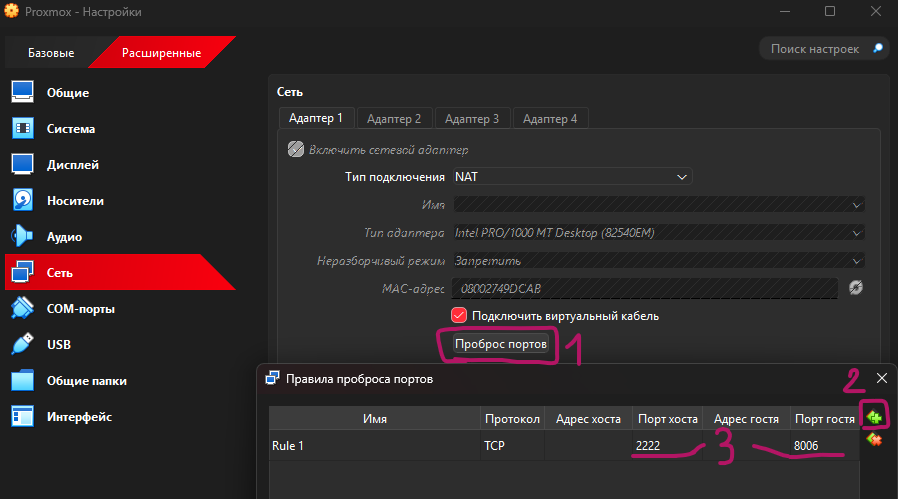 Proxmox - Настройки
Базовые
Расширенные
Поиск настроек
Общие
Система
Дисплей
Носители
Аудио
Сеть
COM-порты
USB
Общие папки
Интерфейс
Сеть
Адаптер 1
Адаптер 2
Адаптер 3
Адаптер 4
Включить сетевой адаптер
Тип подключения NAT
Имя
Тип адаптера Intel PRO/1000 MT Desktop (82540EM)
Неразборчивый режим Запретить
MAC-адрес 08002749DCAB
Подключить виртуальный кабель
Проброс портов 1
Правила проброса портов 2
Имя Протокол Адрес хоста Порт хоста Адрес гостя Порт гостя
Rule 1 TCP 2222 3 8006